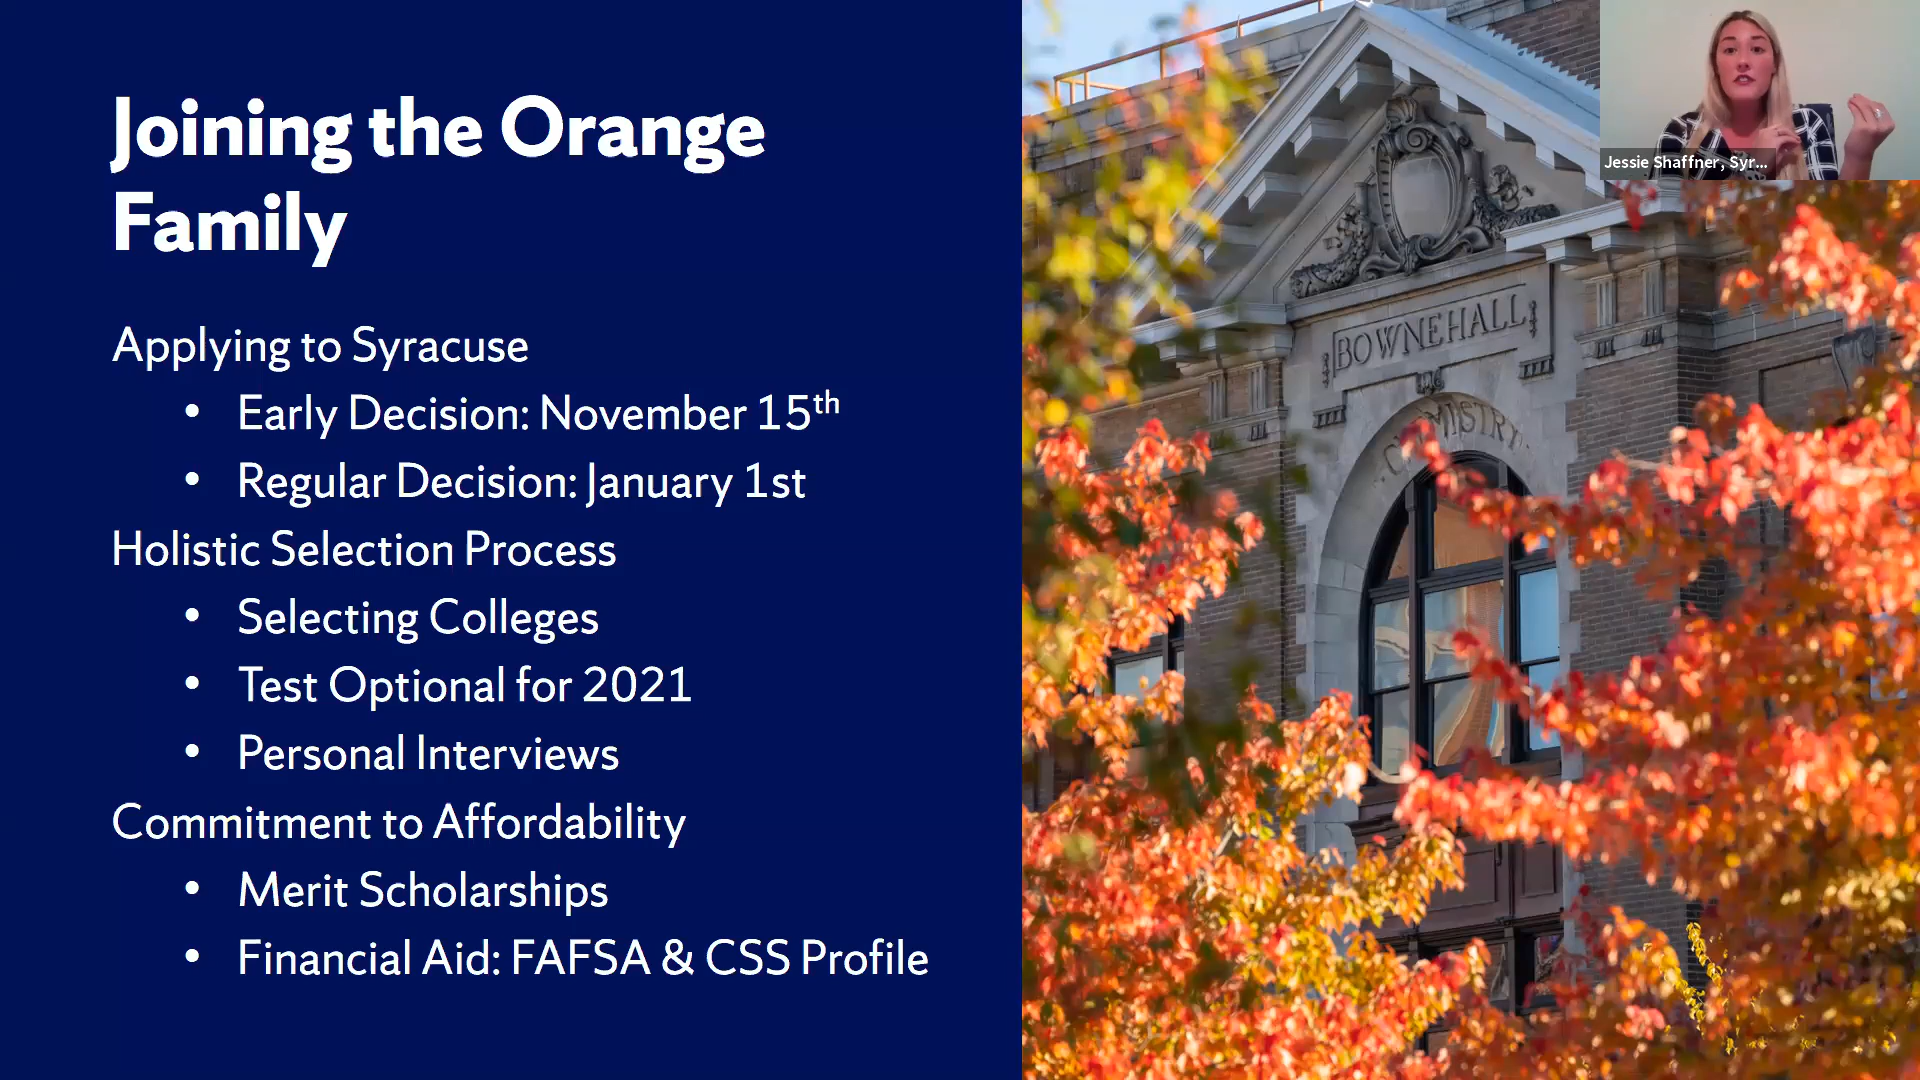 Joining the Orange
Family
Applying to Syracuse
• Early Decision: November 15th
• Regular Decision: January 1st
Holistic Selection Process
• Selecting Colleges
• Test Optional for 2021
• Personal Interviews
Commitment to Affordability
• Merit Scholarships
• Financial Aid: FAFSA & CSS Profile
BOWNE HALL
CHEMISTRY
Jessie Shaffner, Syr...